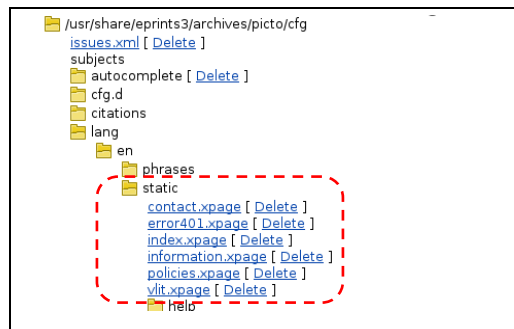 /usr/share/eprints3/archives/picto/cfg
issues.xml [ Delete ]
subjects
autocomplete [ Delete ]
cfg.d
citations
lang
en
phrases
static
contact.xpage [ Delete ]
error401.xpage [ Delete ]
index.xpage [ Delete ]
information.xpage [ Delete ]
policies.xpage [ Delete ]
vlit.xpage [ Delete ]
help